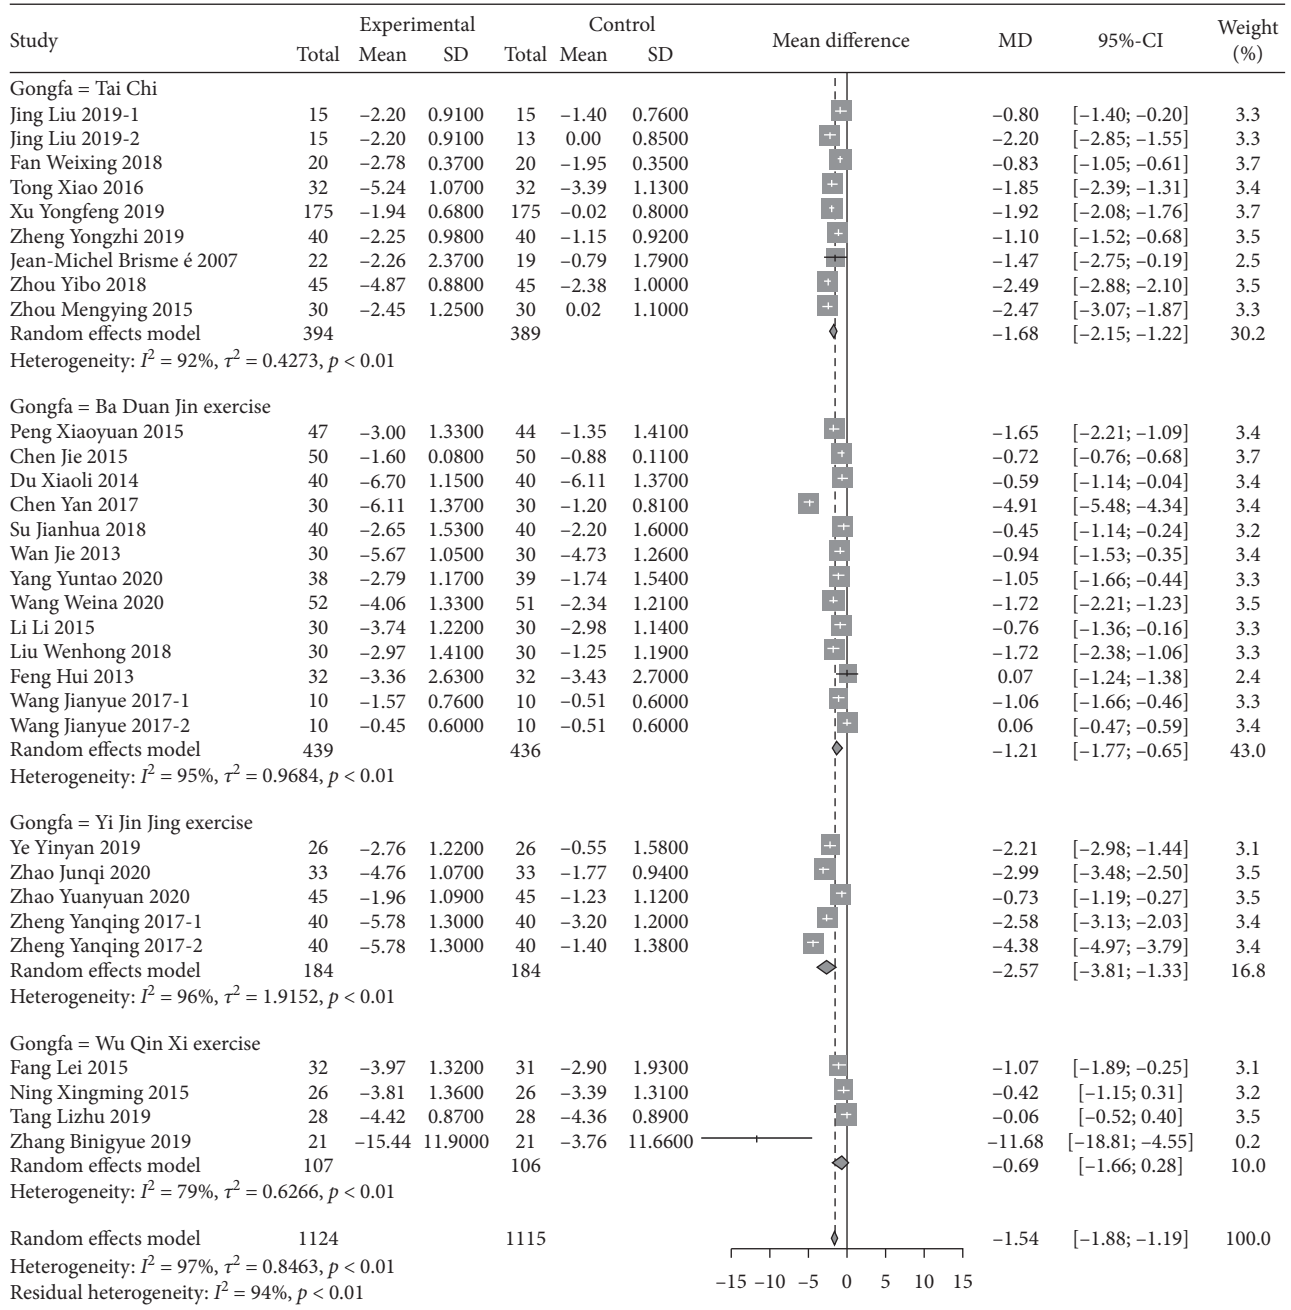 Study Experimental Control Mean difference MD 95%-CI Weight (%)
Total Mean SD Total Mean SD
Gongfa = Tai Chi
Jing Liu 2019-1 15 –2.20 0.9100 15 –1.40 0.7600 –0.80 [–1.40; –0.20] 3.3
Jing Liu 2019-2 15 –2.20 0.9100 13 0.00 0.8500 –2.20 [–2.85; –1.55] 3.3
Fan Weixing 2018 20 –2.78 0.3700 20 –1.95 0.3500 –0.83 [–1.05; –0.61] 3.7
Tong Xiao 2016 32 –5.24 1.0700 32 –3.39 1.1300 –1.85 [–2.39; –1.31] 3.4
Xu Yongfeng 2019 175 –1.94 0.6800 175 –0.02 0.8000 –1.92 [–2.08; –1.76] 3.7
Zheng Yongzhi 2019 40 –2.25 0.9800 40 –1.15 0.9200 –1.10 [–1.52; –0.68] 3.5
Jean-Michel Brisme é 2007 22 –2.26 2.3700 19 –0.79 1.7900 –1.47 [–2.75; –0.19] 2.5
Zhou Yibo 2018 45 –4.87 0.8800 45 –2.38 1.0000 –2.49 [–2.88; –2.10] 3.5
Zhou Mengying 2015 30 –2.45 1.2500 30 0.02 1.1000 –2.47 [–3.07; –1.87] 3.3
Random effects model 394 389 –1.68 [–2.15; –1.22] 30.2
Heterogeneity: I² = 92%, τ² = 0.4273, p < 0.01
Gongfa = Ba Duan Jin exercise
Peng Xiaoyuan 2015 47 –3.00 1.3300 44 –1.35 1.4100 –1.65 [–2.21; –1.09] 3.4
Chen Jie 2015 50 –1.60 0.0800 50 –0.88 0.1100 –0.72 [–0.76; –0.68] 3.7
Du Xiaoli 2014 40 –6.70 1.1500 40 –6.11 1.3700 –0.59 [–1.14; –0.04] 3.4
Chen Yan 2017 30 –6.11 1.3700 30 –1.20 0.8100 –4.91 [–5.48; –4.34] 3.4
Su Jianhua 2018 40 –2.65 1.5300 40 –2.20 1.6000 –0.45 [–1.14; –0.24] 3.2
Wan Jie 2013 30 –5.67 1.0500 30 –4.73 1.2600 –0.94 [–1.53; –0.35] 3.4
Yang Yuntao 2020 38 –2.79 1.1700 39 –1.74 1.5400 –1.05 [–1.66; –0.44] 3.3
Wang Weina 2020 52 –4.06 1.3300 51 –2.34 1.2100 –1.72 [–2.21; –1.23] 3.5
Li Li 2015 30 –3.74 1.2200 30 –2.98 1.1400 –0.76 [–1.36; –0.16] 3.3
Liu Wenhong 2018 30 –2.97 1.4100 30 –1.25 1.1900 –1.72 [–2.38; –1.06] 3.3
Feng Hui 2013 32 –3.36 2.6300 32 –3.43 2.7000 0.07 [–1.24; –1.38] 2.4
Wang Jianyue 2017-1 10 –1.57 0.7600 10 –0.51 0.6000 –1.06 [–1.66; –0.46] 3.3
Wang Jianyue 2017-2 10 –0.45 0.6000 10 –0.51 0.6000 0.06 [–0.47; –0.59] 3.4
Random effects model 439 436 –1.21 [–1.77; –0.65] 43.0
Heterogeneity: I² = 95%, τ² = 0.9684, p < 0.01
Gongfa = Yi Jin Jing exercise
Ye Yinyan 2019 26 –2.76 1.2200 26 –0.55 1.5800 –2.21 [–2.98; –1.44] 3.1
Zhao Junqi 2020 33 –4.76 1.0700 33 –1.77 0.9400 –2.99 [–3.48; –2.50] 3.5
Zhao Yuanyuan 2020 45 –1.96 1.0900 45 –1.23 1.1200 –0.73 [–1.19; –0.27] 3.5
Zheng Yanqing 2017-1 40 –5.78 1.3000 40 –3.20 1.2000 –2.58 [–3.13; –2.03] 3.4
Zheng Yanqing 2017-2 40 –5.78 1.3000 40 –1.40 1.3800 –4.38 [–4.97; –3.79] 3.4
Random effects model 184 184 –2.57 [–3.81; –1.33] 16.8
Heterogeneity: I² = 96%, τ² = 1.9152, p < 0.01
Gongfa = Wu Qin Xi exercise
Fang Lei 2015 32 –3.97 1.3200 31 –2.90 1.9300 –1.07 [–1.89; –0.25] 3.1
Ning Xingming 2015 26 –3.81 1.3600 26 –3.39 1.3100 –0.42 [–1.15; 0.31] 3.2
Tang Lizhu 2019 28 –4.42 0.8700 28 –4.36 0.8900 –0.06 [–0.52; 0.40] 3.5
Zhang Binigyue 2019 21 –15.44 11.9000 21 –3.76 11.6600 –11.68 [–18.81; –4.55] 0.2
Random effects model 107 106 –0.69 [–1.66; 0.28] 10.0
Heterogeneity: I² = 79%, τ² = 0.6266, p < 0.01
Random effects model 1124 1115 –1.54 [–1.88; –1.19] 100.0
Heterogeneity: I² = 97%, τ² = 0.8463, p < 0.01
Residual heterogeneity: I² = 94%, p < 0.01
–15 –10 –5 0 5 10 15